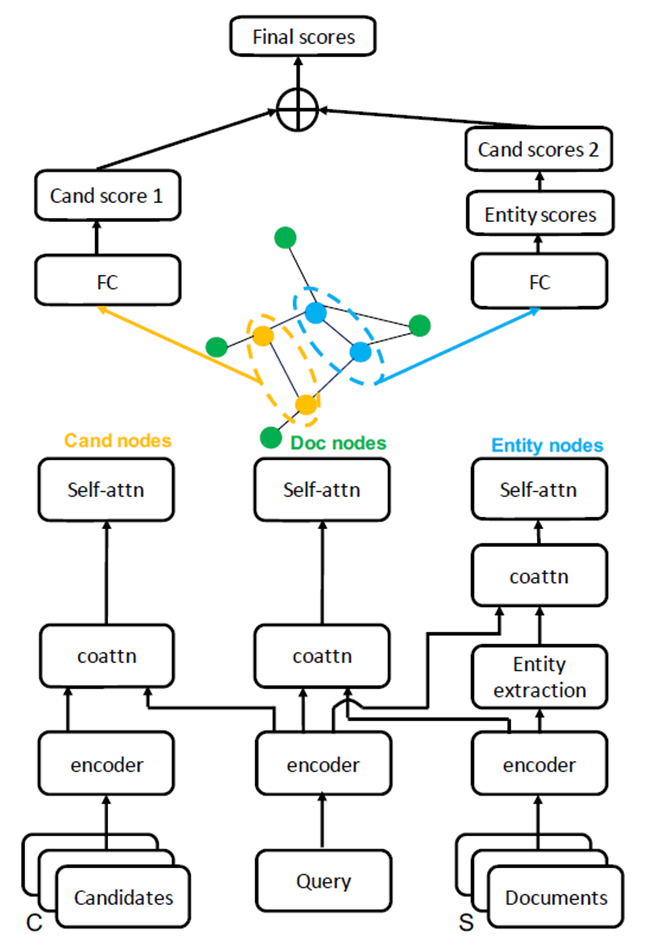 Final scores
Cand scores 2
Cand score 1
Entity scores
FC
FC
Cand nodes
Doc nodes
Entity nodes
Self-attn
Self-attn
Self-attn
coattn
coattn
coattn
Entity
extraction
encoder
encoder
encoder
Candidates
Query
Documents
C
S